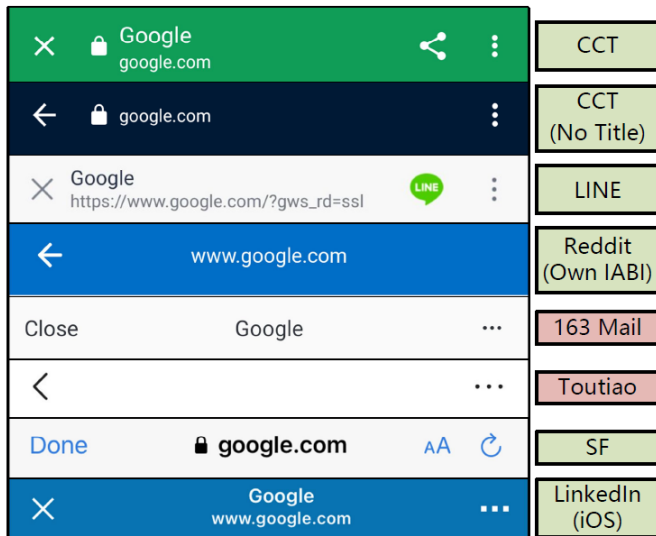 Google
google.com
CCT
google.com
CCT
(No Title)
Google
https://www.google.com/?gws_rd=ssl
LINE
LINE
www.google.com
Reddit
(Own IABI)
Close Google ...
163 Mail
Toutiao
Done google.com AA
SF
Google
www.google.com
LinkedIn
(iOS)